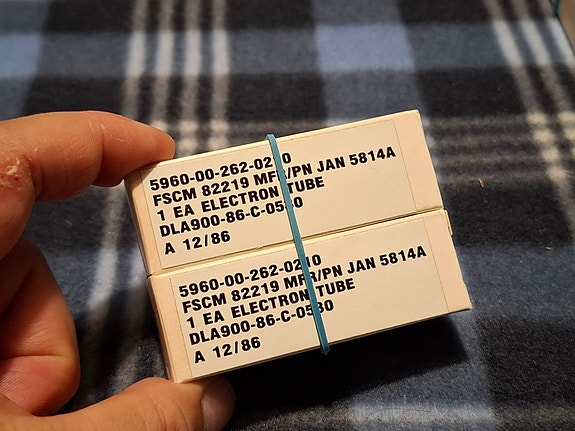 5960-00-262-0210
FSCM 82219 MFR/PN JAN 5814A
1 EA ELECTRON TUBE
DLA900-86-C-0530
A 12/86
5960-00-262-0210
FSCM 82219 MFR/PN JAN 5814A
1 EA ELECTRON TUBE
DLA900-86-C-0530
A 12/86